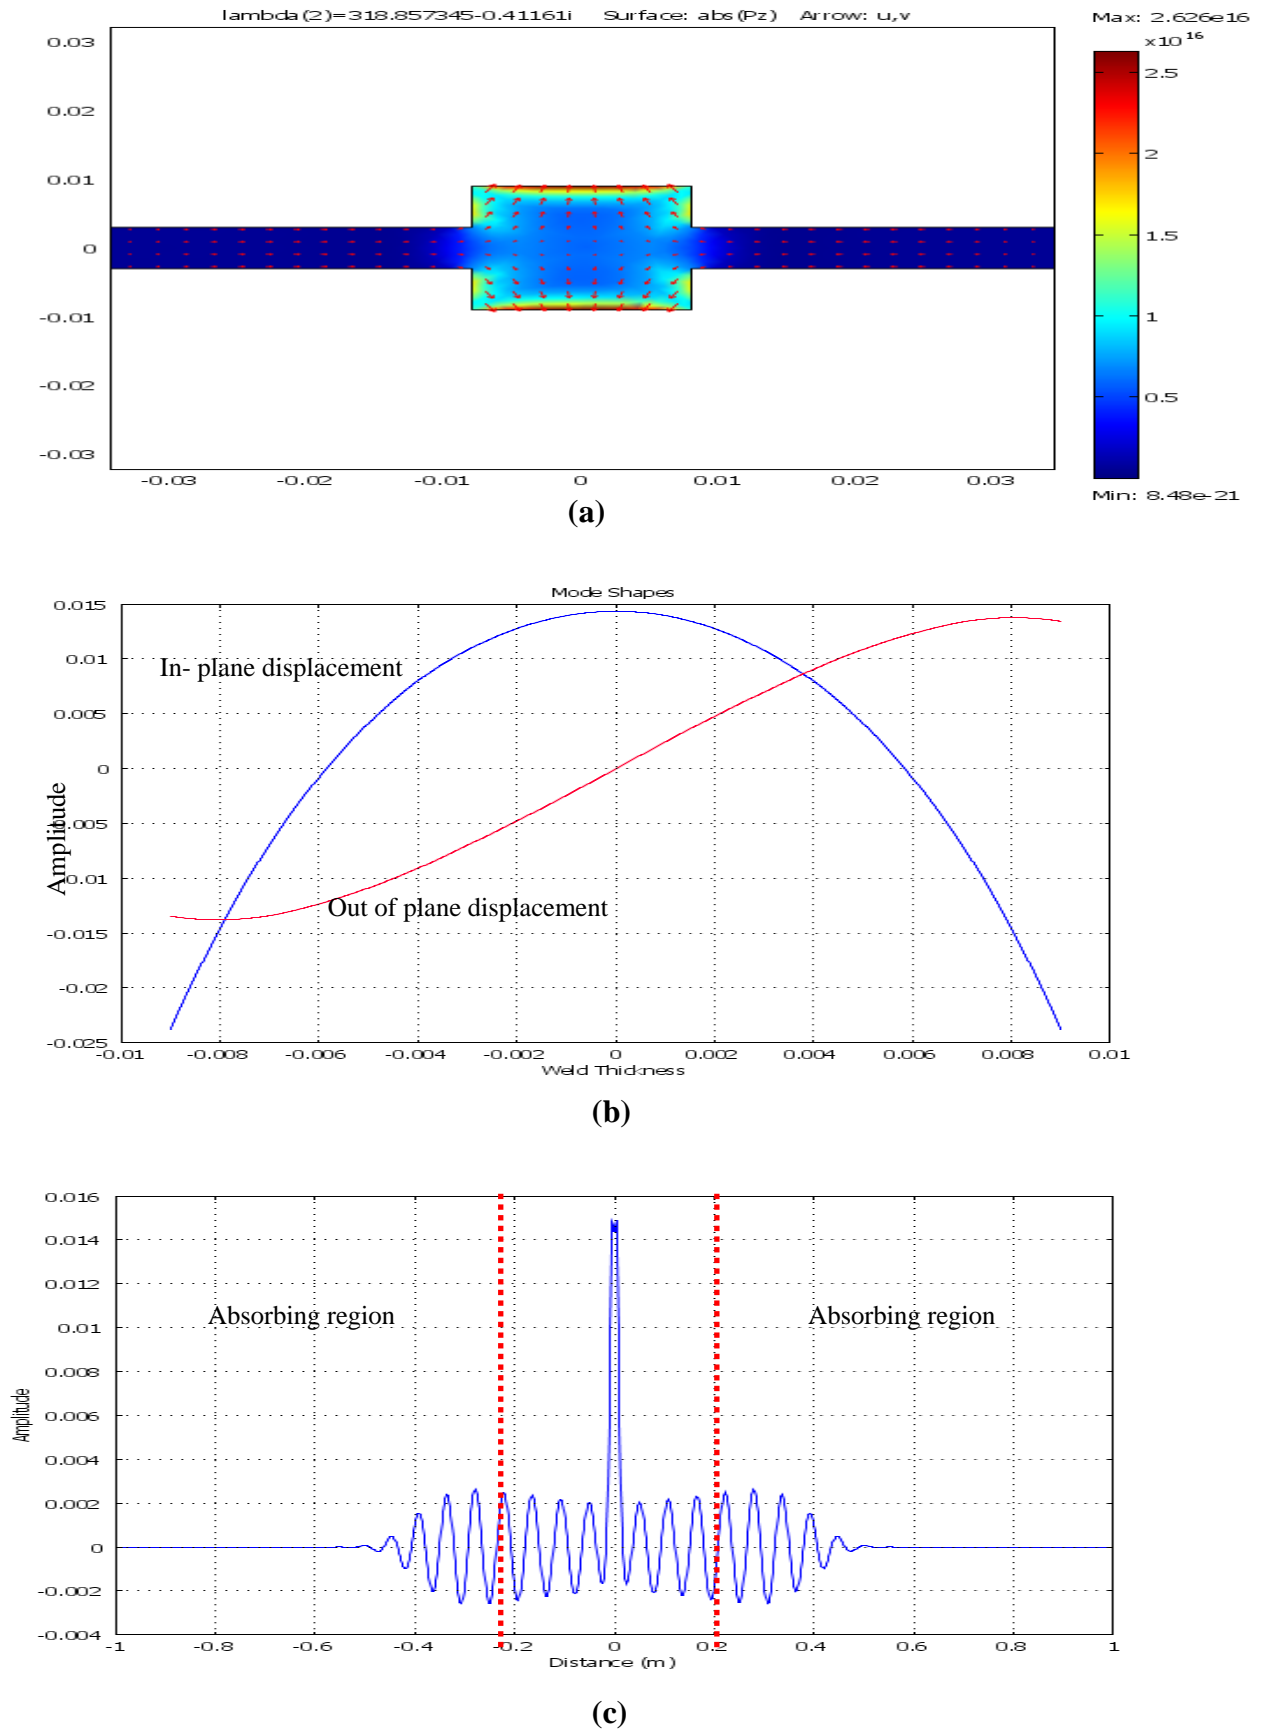 lambda(2)=318.857345-0.41161i Surface: abs(Pz) Arrow: u,v
Max: 2.626e16
x10^16
0.03
0.02
0.01
0
-0.01
-0.02
-0.03
2.5
2
1.5
1
0.5
-0.03 -0.02 -0.01 0 0.01 0.02 0.03
Min: 8.48e-21
(a)
Mode Shapes
0.015
0.01
0.005
0
-0.005
-0.01
-0.015
-0.02
-0.025
Amplitude
In- plane displacement
Out of plane displacement
-0.01 -0.008 -0.006 -0.004 -0.002 0 0.002 0.004 0.006 0.008 0.01
Weld Thickness
(b)
0.016
0.014
0.012
0.01
0.008
0.006
0.004
0.002
0
-0.002
-0.004
Amplitude
Absorbing region
Absorbing region
-1 -0.8 -0.6 -0.4 -0.2 0 0.2 0.4 0.6 0.8 1
Distance (m)
(c)